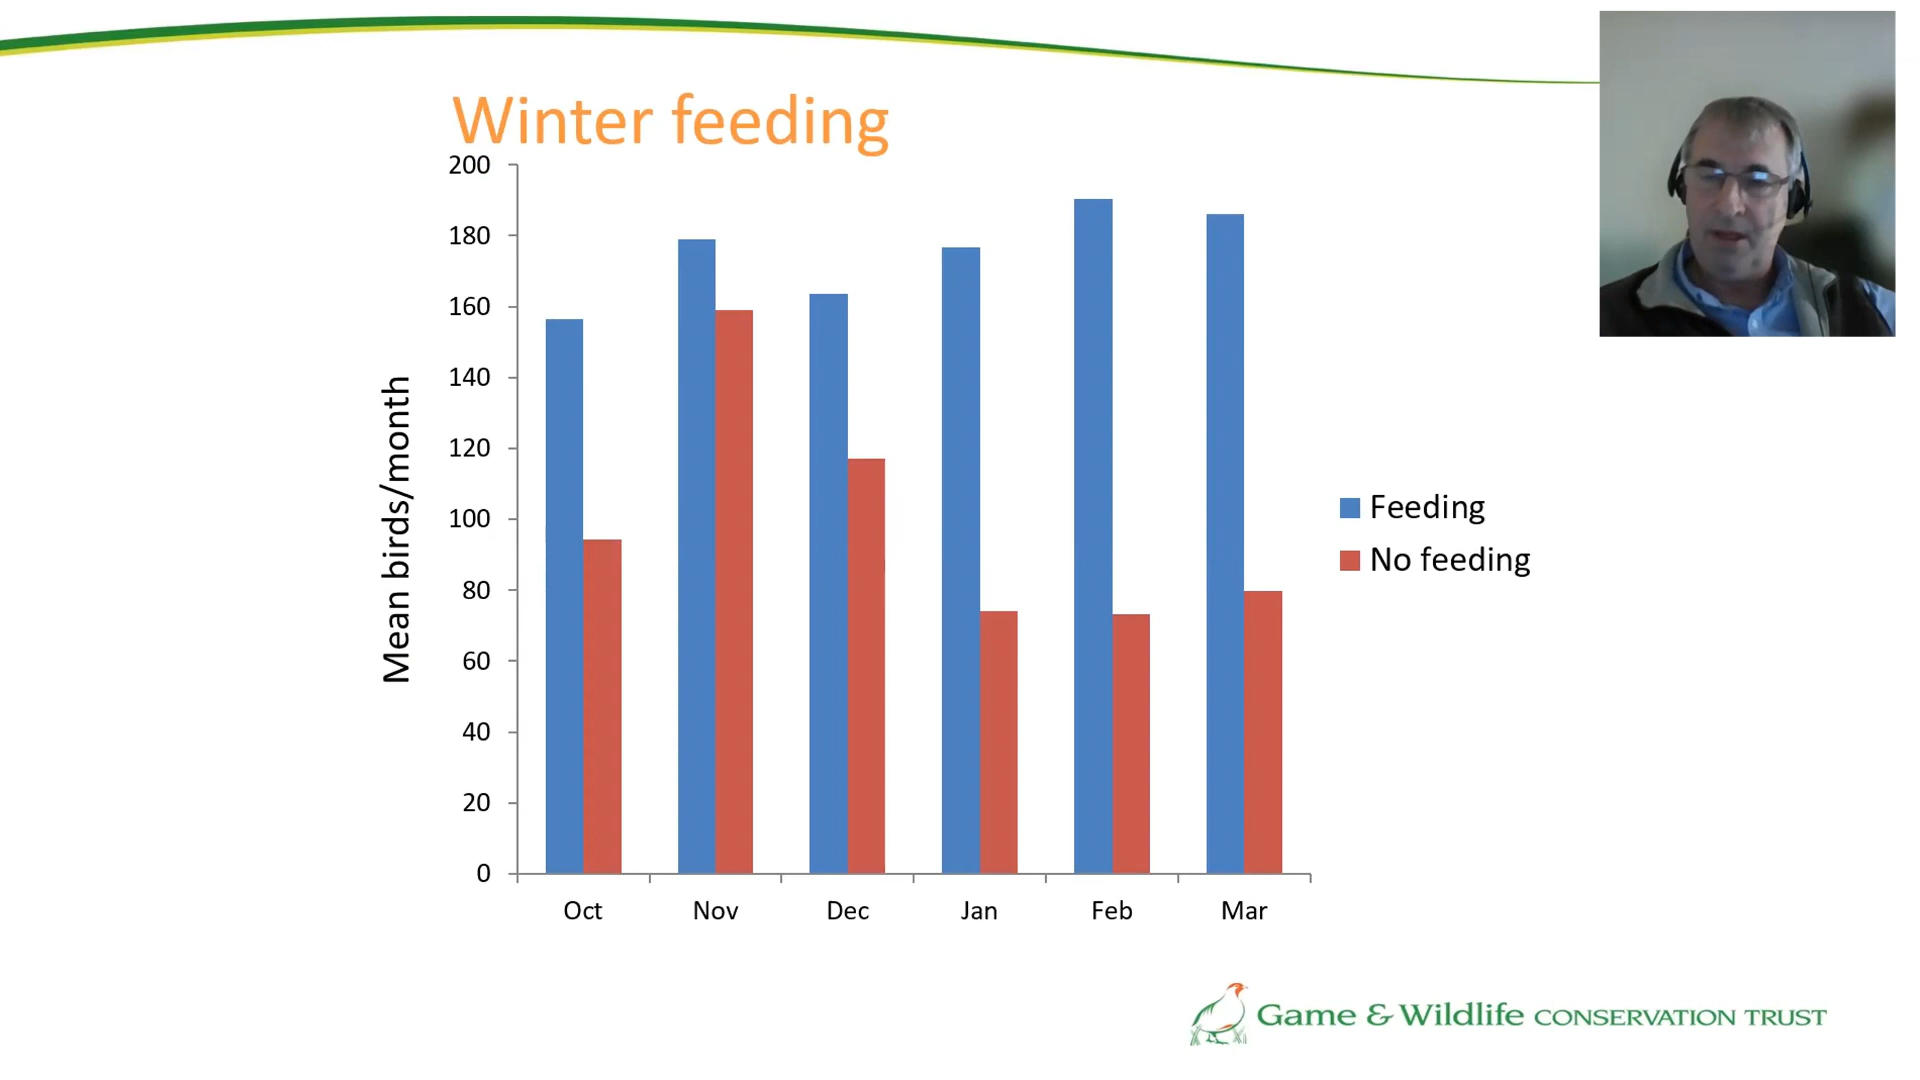 Winter feeding
200
180
160
140
120
100
80
60
40
20
0
Mean birds/month
Oct Nov Dec Jan Feb Mar
Feeding
No feeding
Game & Wildlife CONSERVATION TRUST